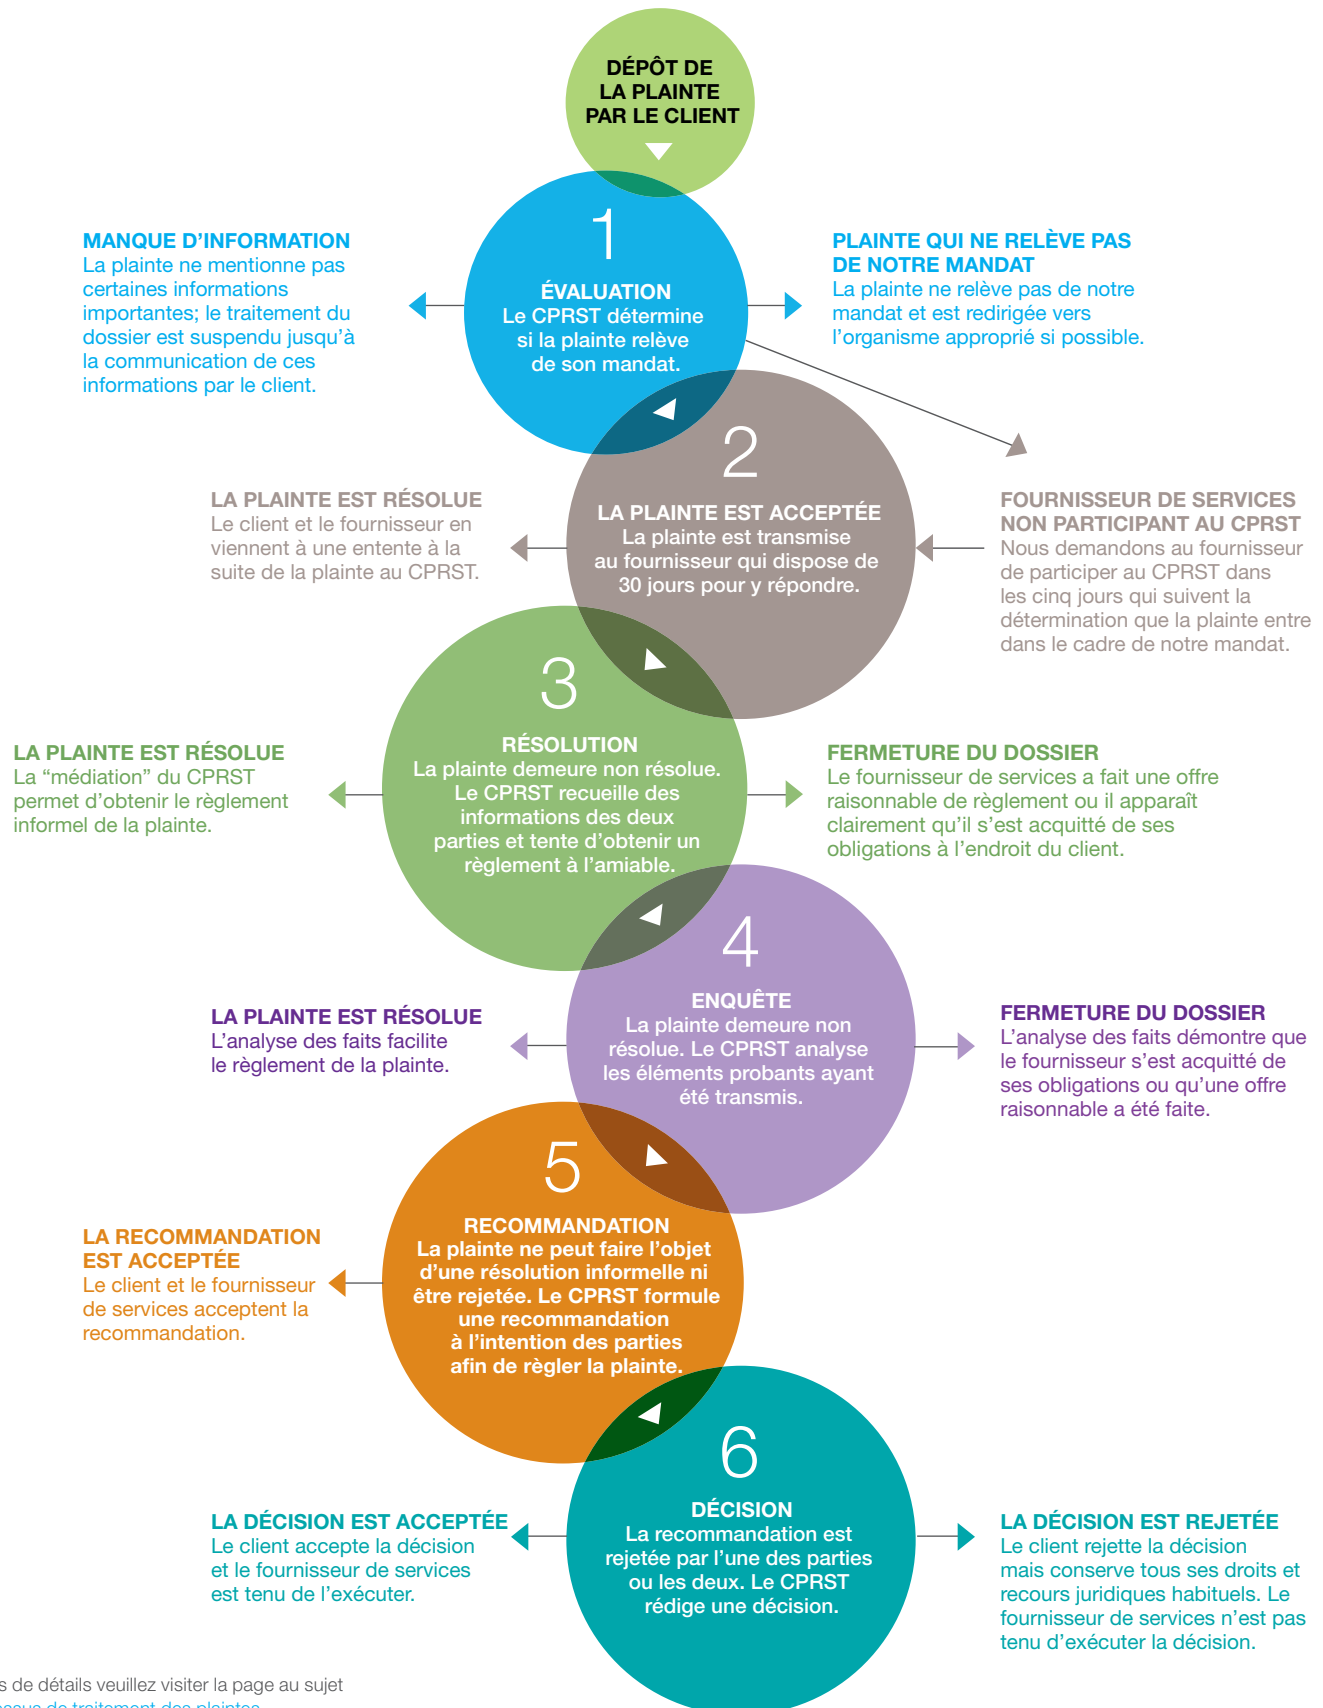 DÉPÔT DE
LA PLAINTE
PAR LE CLIENT
1
ÉVALUATION
Le CPRST détermine
si la plainte relève
de son mandat.
MANQUE D’INFORMATION
La plainte ne mentionne pas
certaines informations
importantes; le traitement du
dossier est suspendu jusqu’à
la communication de ces
informations par le client.
PLAINTE QUI NE RELÈVE PAS
DE NOTRE MANDAT
La plainte ne relève pas de notre
mandat et est redirigée vers
l’organisme approprié si possible.
2
LA PLAINTE EST ACCEPTÉE
La plainte est transmise
au fournisseur qui dispose de
30 jours pour y répondre.
LA PLAINTE EST RÉSOLUE
Le client et le fournisseur en
viennent à une entente à la
suite de la plainte au CPRST.
FOURNISSEUR DE SERVICES
NON PARTICIPANT AU CPRST
Nous demandons au fournisseur
de participer au CPRST dans
les cinq jours qui suivent la
détermination que la plainte entre
dans le cadre de notre mandat.
3
RÉSOLUTION
La plainte demeure non résolue.
Le CPRST recueille des
informations des deux
parties et tente d’obtenir un
règlement à l’amiable.
LA PLAINTE EST RÉSOLUE
La “médiation” du CPRST
permet d’obtenir le règlement
informel de la plainte.
FERMETURE DU DOSSIER
Le fournisseur de services a fait une offre
raisonnable de règlement ou il apparaît
clairement qu’il s’est acquitté de ses
obligations à l’endroit du client.
4
ENQUÊTE
La plainte demeure non
résolue. Le CPRST analyse
les éléments probants ayant
été transmis.
LA PLAINTE EST RÉSOLUE
L’analyse des faits facilite
le règlement de la plainte.
FERMETURE DU DOSSIER
L’analyse des faits démontre que
le fournisseur s’est acquitté de
ses obligations ou qu’une offre
raisonnable a été faite.
5
RECOMMANDATION
La plainte ne peut faire l’objet
d’une résolution informelle ni
être rejetée. Le CPRST formule
une recommandation
à l’intention des parties
afin de règler la plainte.
LA RECOMMANDATION
EST ACCEPTÉE
Le client et le fournisseur
de services acceptent la
recommandation.
6
DÉCISION
La recommandation est
rejetée par l’une des parties
ou les deux. Le CPRST
rédige une décision.
LA DÉCISION EST ACCEPTÉE
Le client accepte la décision
et le fournisseur de services
est tenu de l’exécuter.
LA DÉCISION EST REJETÉE
Le client rejette la décision
mais conserve tous ses droits et
recours juridiques habituels. Le
fournisseur de services n’est pas
tenu d’exécuter la décision.
de détails veuillez visiter la page au sujet
de traitement des plaintes